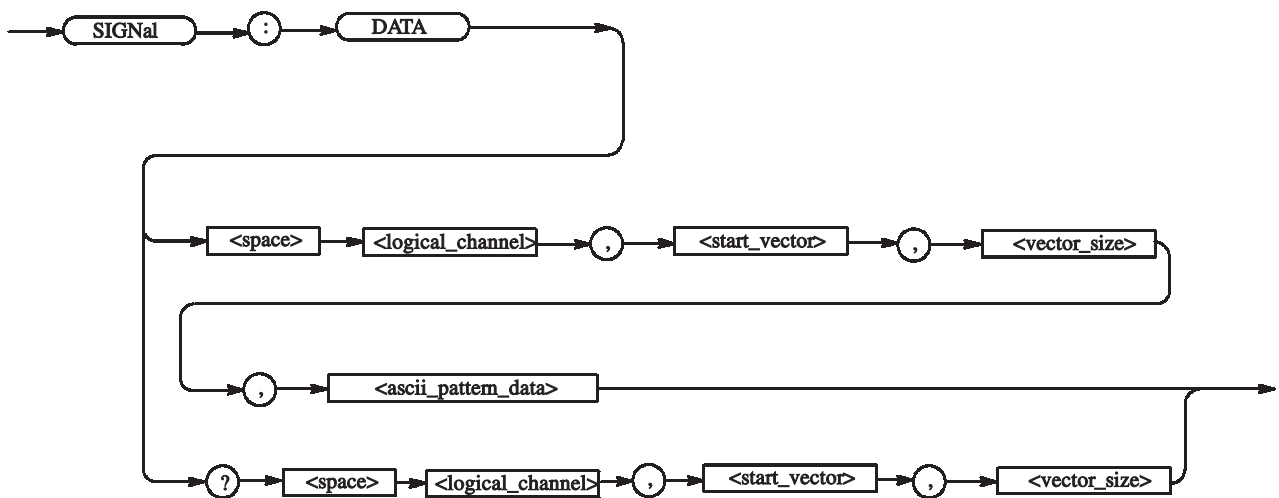 SIGNal : DATA
<space> <logical_channel> , <start_vector> , <vector_size>
, <ascii_pattern_data>
? <space> <logical_channel> , <start_vector> , <vector_size>